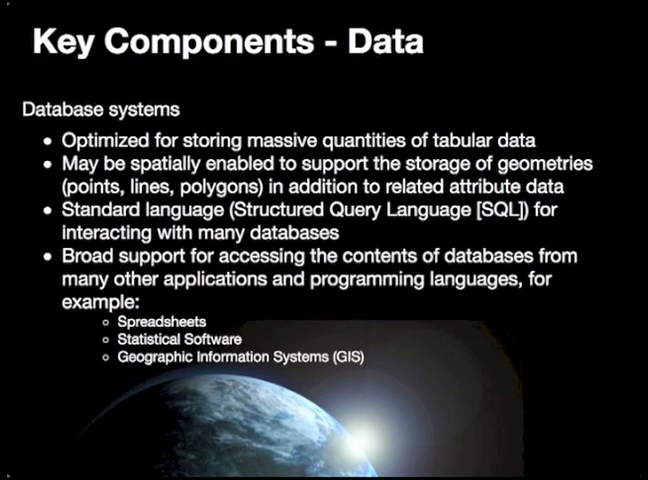 Key Components - Data
Database systems
• Optimized for storing massive quantities of tabular data
• May be spatially enabled to support the storage of geometries
(points, lines, polygons) in addition to related attribute data
• Standard language (Structured Query Language [SQL]) for
interacting with many databases
• Broad support for accessing the contents of databases from
many other applications and programming languages, for
example:
◦ Spreadsheets
◦ Statistical Software
◦ Geographic Information Systems (GIS)